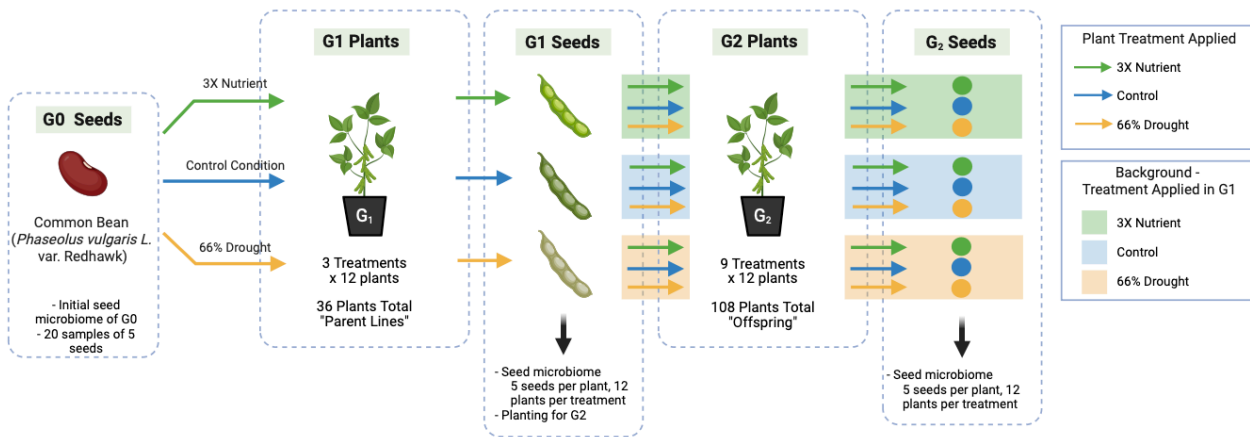 G0 Seeds
Common Bean
(Phaseolus vulgaris L.
var. Redhawk)
- Initial seed
microbiome of G0
- 20 samples of 5
seeds
3X Nutrient
Control Condition
66% Drought
G1 Plants
G₁
3 Treatments
x 12 plants
36 Plants Total
"Parent Lines"
G1 Seeds
- Seed microbiome
5 seeds per plant, 12
plants per treatment
- Planting for G2
G2 Plants
G₂
9 Treatments
x 12 plants
108 Plants Total
"Offspring"
G₂ Seeds
- Seed microbiome
5 seeds per plant, 12
plants per treatment
Plant Treatment
Applied
3X Nutrient
Control
66% Drought
Background -
Treatment Applied in G1
3X Nutrient
Control
66% Drought